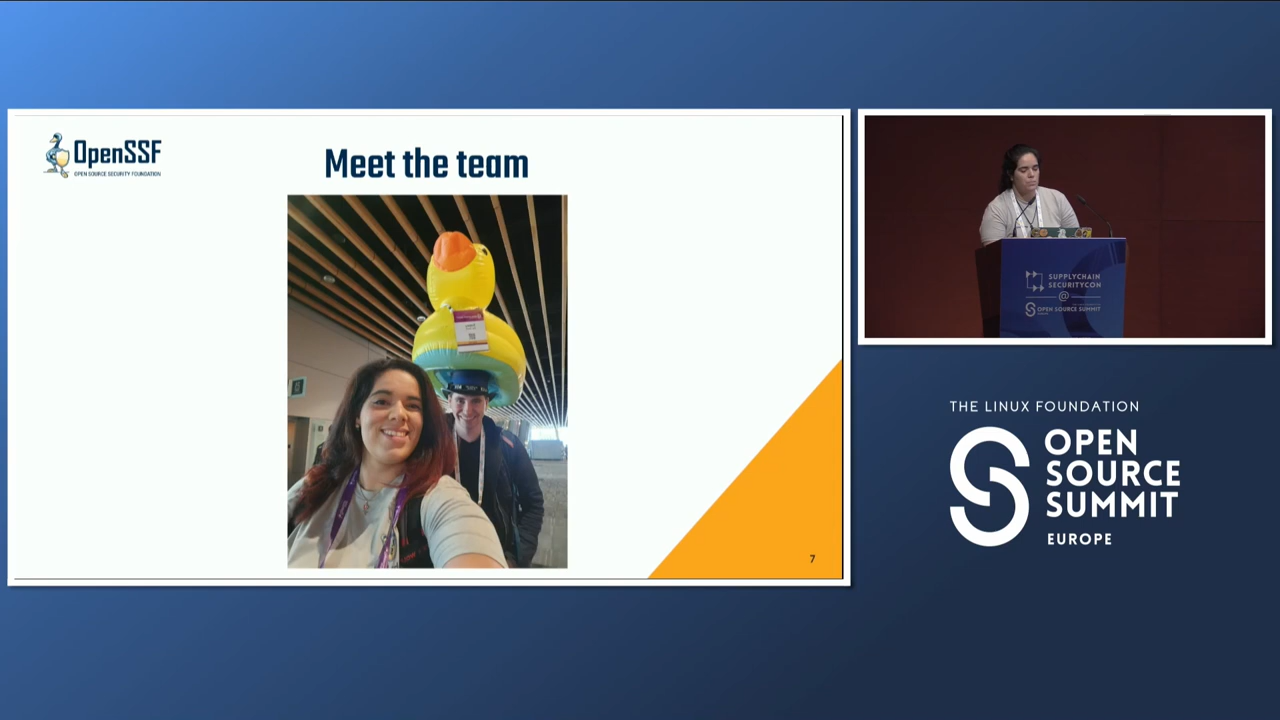 OpenSSF
OPEN SOURCE SECURITY FOUNDATION
Meet the team
7
SUPPLYCHAIN
SECURITYCON
@
OPEN SOURCE SUMMIT
THE LINUX FOUNDATION
OPEN
SOURCE
SUMMIT
EUROPE